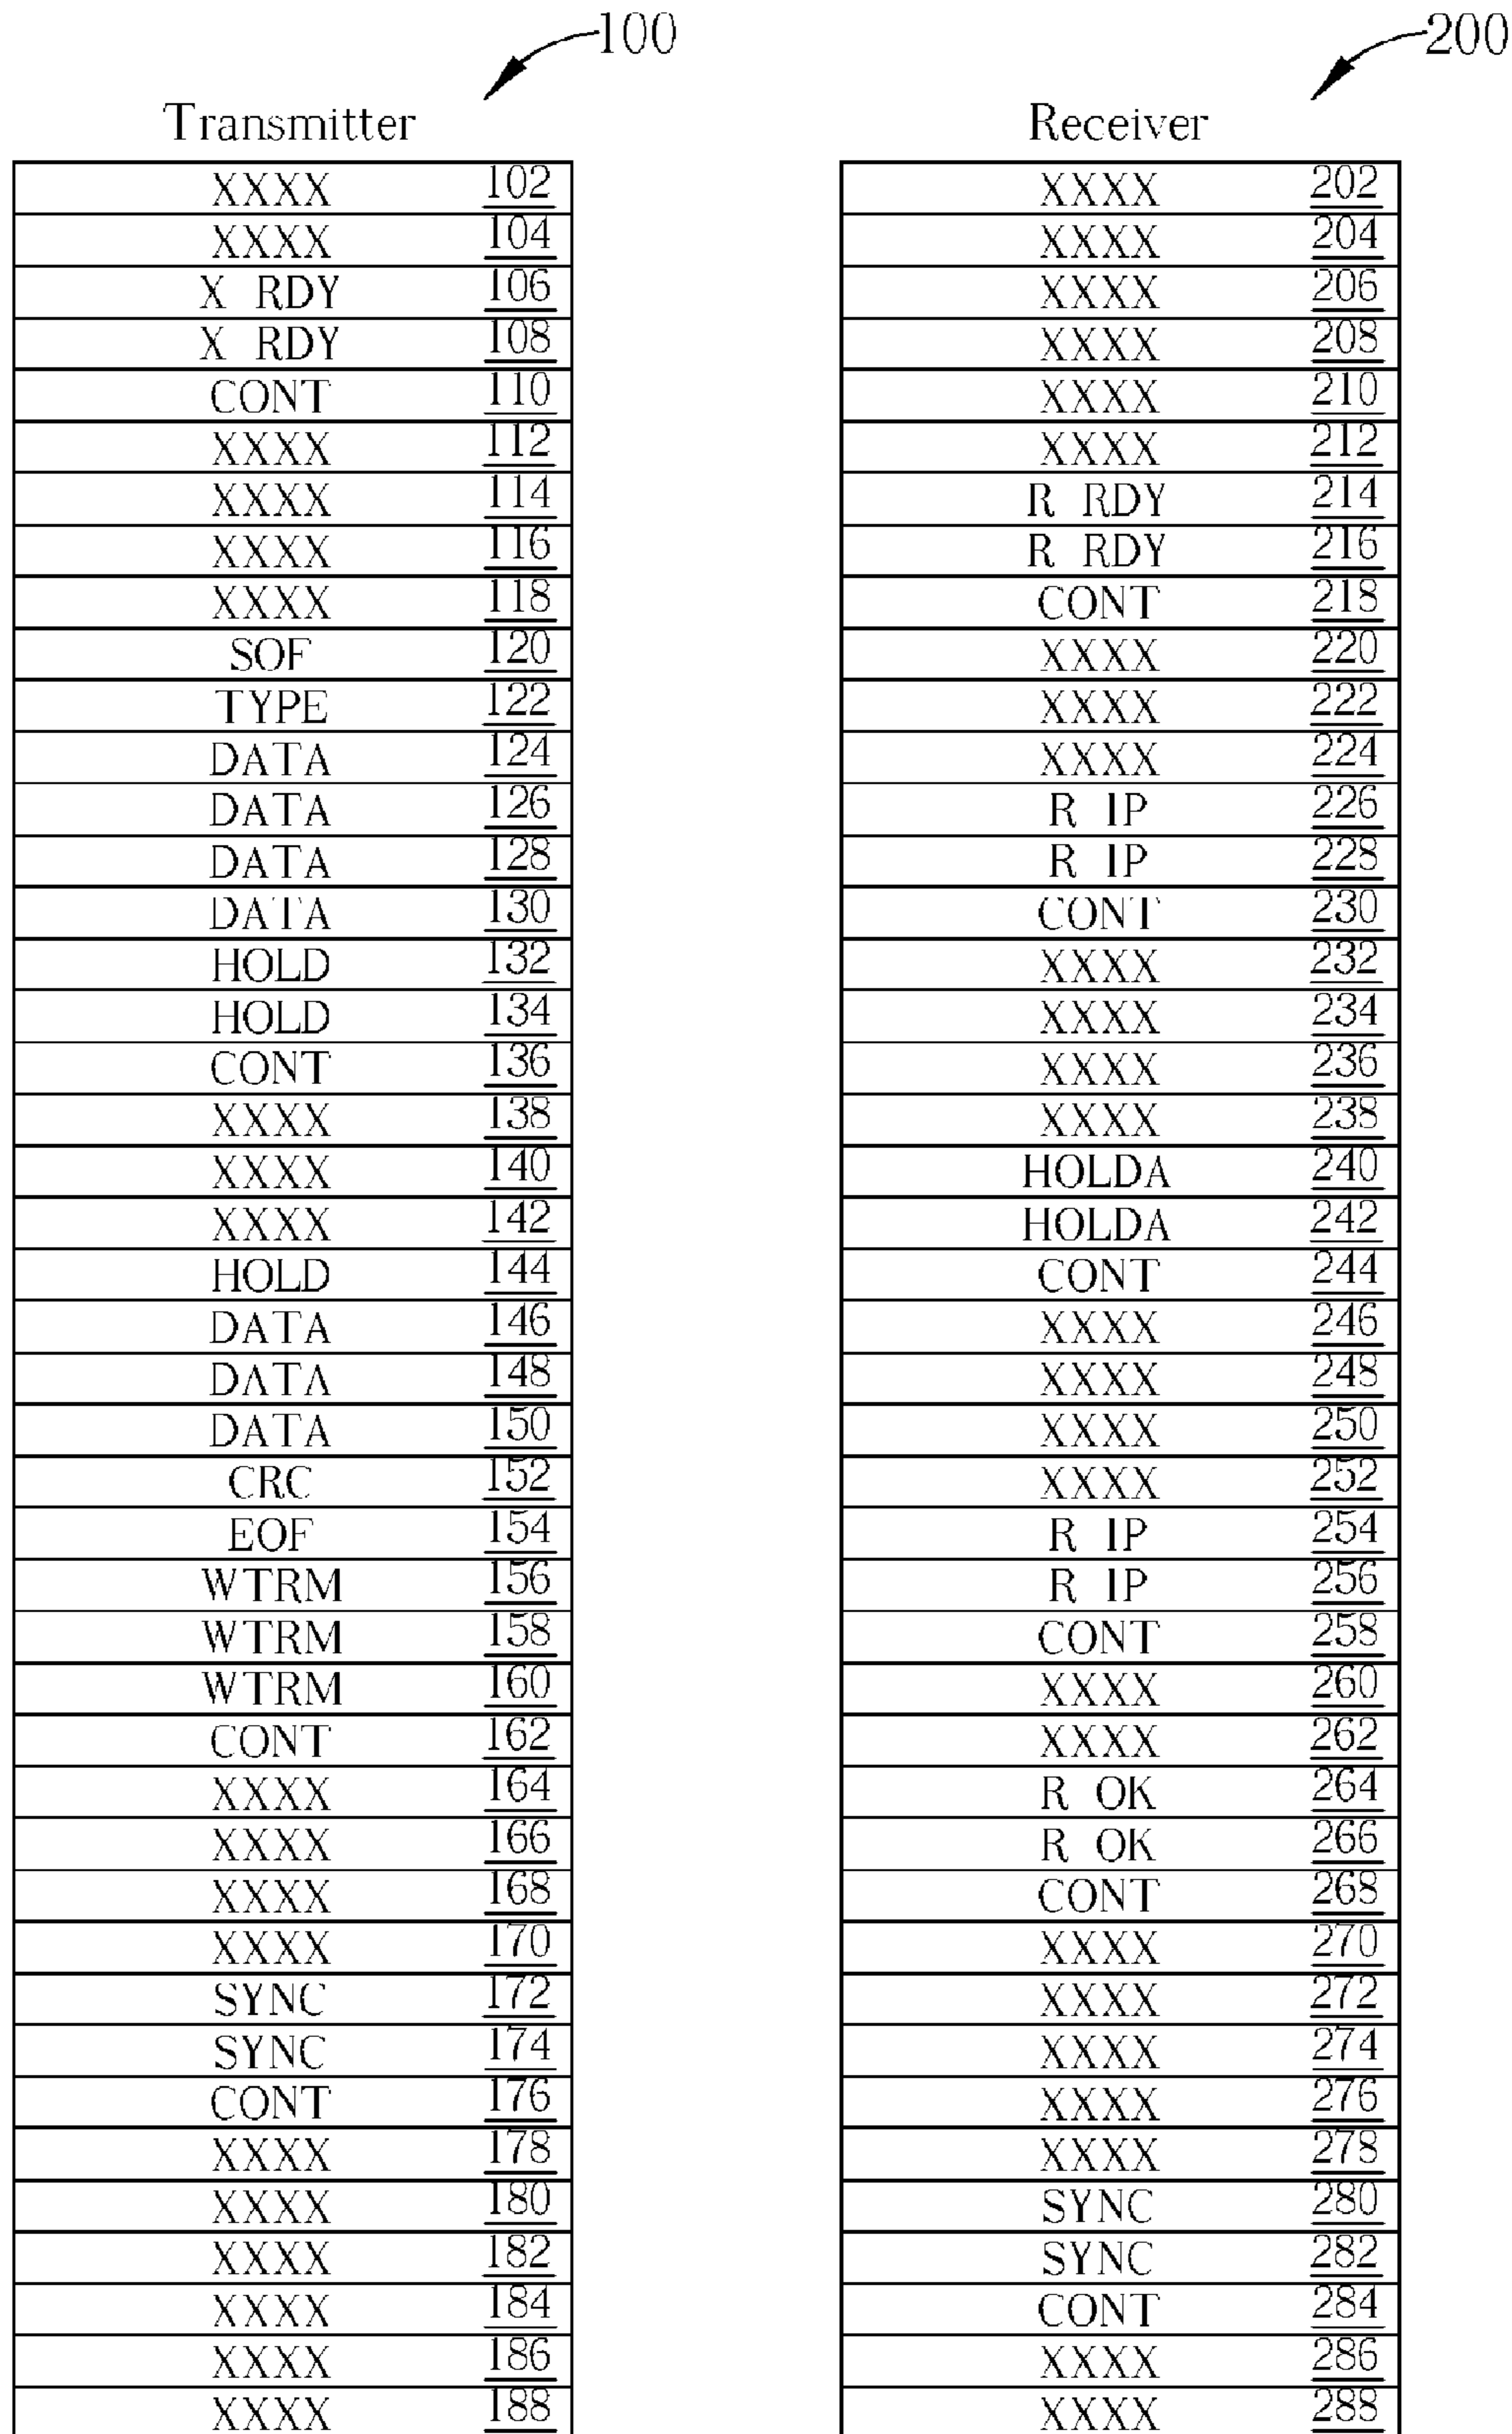 100 200
Transmitter Receiver
XXXX 102 XXXX 202
XXXX 104 XXXX 204
X RDY 106 XXXX 206
X RDY 108 XXXX 208
CONT 110 XXXX 210
XXXX 112 XXXX 212
XXXX 114 R RDY 214
XXXX 116 R RDY 216
XXXX 118 CONT 218
SOF 120 XXXX 220
TYPE 122 XXXX 222
DATA 124 XXXX 224
DATA 126 R IP 226
DATA 128 R IP 228
DATA 130 CONT 230
HOLD 132 XXXX 232
HOLD 134 XXXX 234
CONT 136 XXXX 236
XXXX 138 XXXX 238
XXXX 140 HOLDA 240
XXXX 142 HOLDA 242
HOLD 144 CONT 244
DATA 146 XXXX 246
DATA 148 XXXX 248
DATA 150 XXXX 250
CRC 152 XXXX 252
EOF 154 R IP 254
WTRM 156 R IP 256
WTRM 158 CONT 258
WTRM 160 XXXX 260
CONT 162 XXXX 262
XXXX 164 R OK 264
XXXX 166 R OK 266
XXXX 168 CONT 268
XXXX 170 XXXX 270
SYNC 172 XXXX 272
SYNC 174 XXXX 274
CONT 176 XXXX 276
XXXX 178 XXXX 278
XXXX 180 SYNC 280
XXXX 182 SYNC 282
XXXX 184 CONT 284
XXXX 186 XXXX 286
XXXX 188 XXXX 288